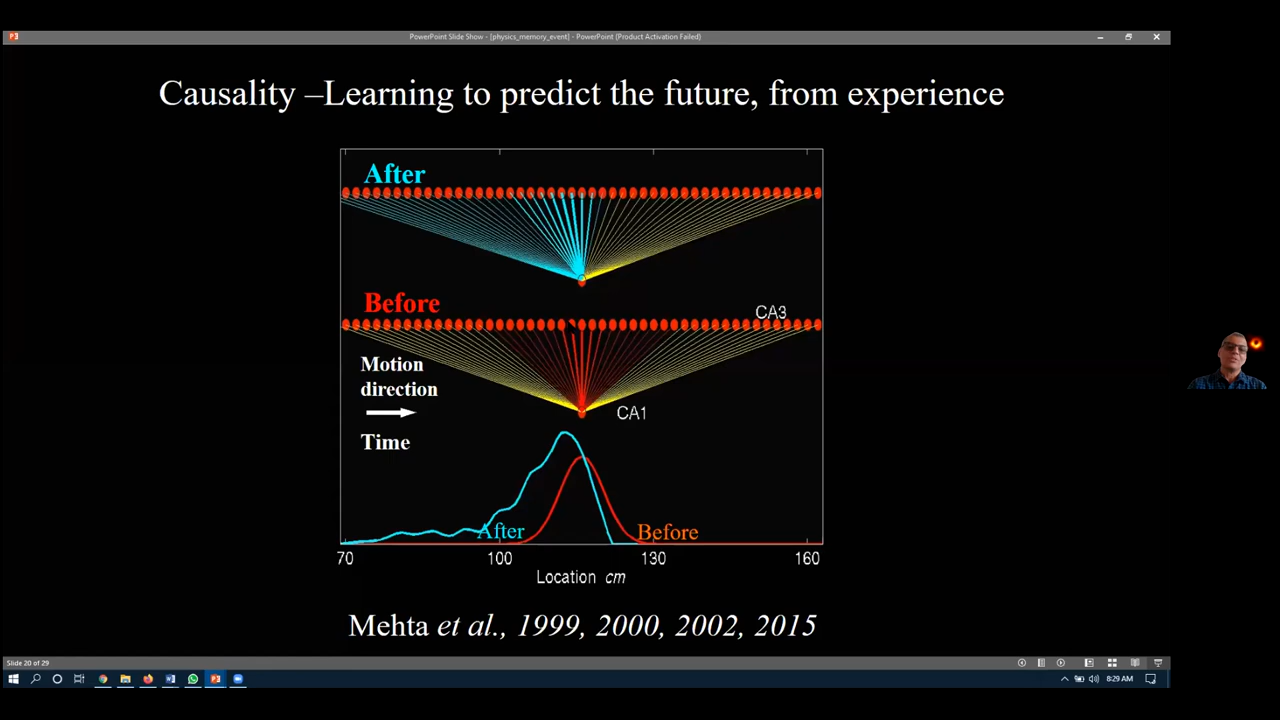 PowerPoint Slide Show - [physics_memory_event] - PowerPoint (Product Activation Failed)
Causality –Learning to predict the future, from experience
After
Before
CA3
Motion
direction
CA1
Time
After
Before
70
100
130
160
Location cm
Mehta et al., 1999, 2000, 2002, 2015
Slide 20 of 29
8:29 AM